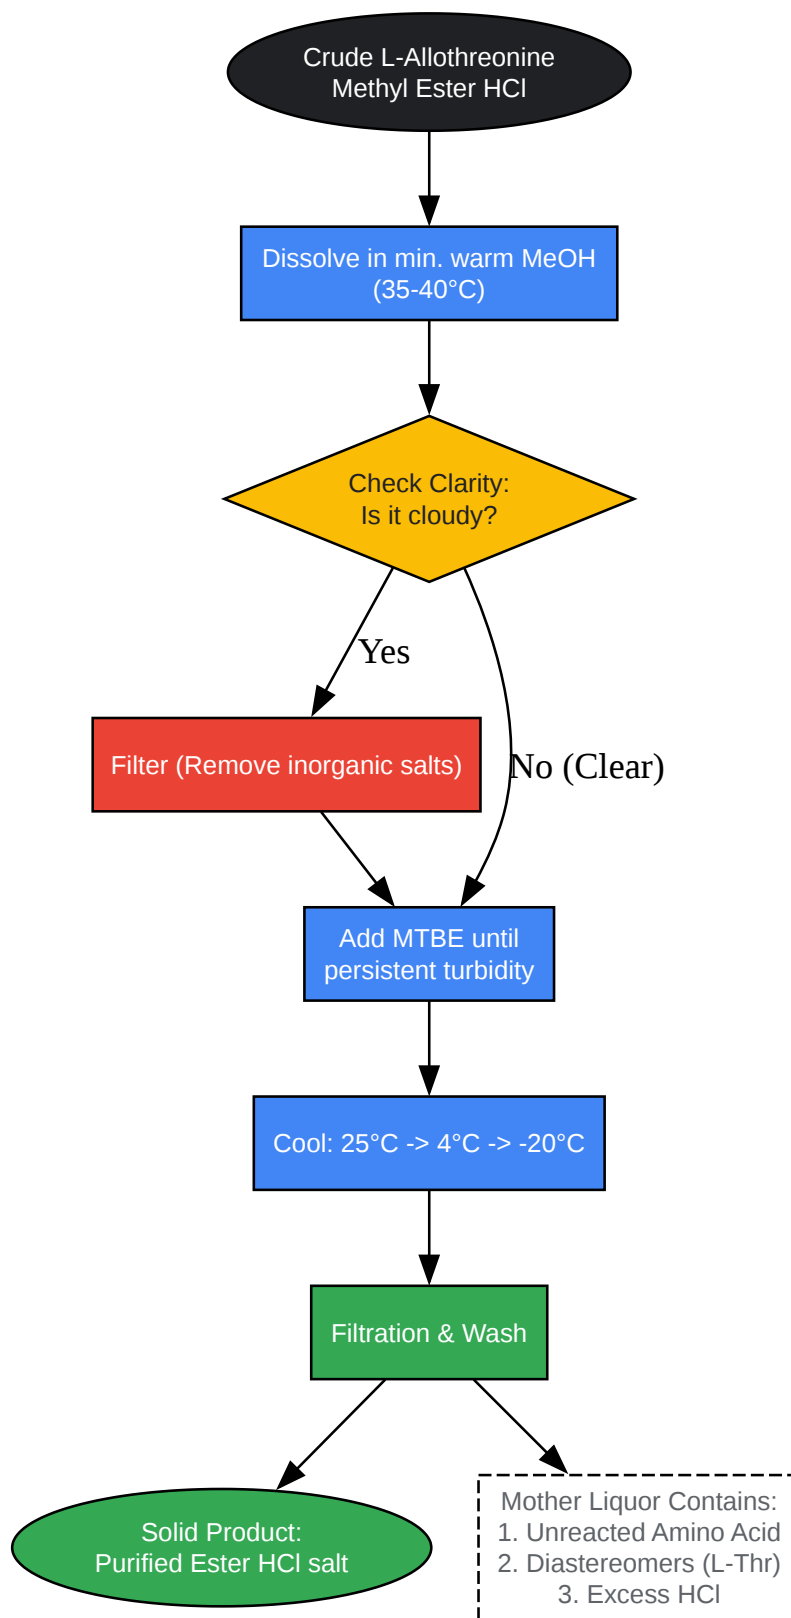 Crude L-Allothreonine
Methyl Ester HCl
Dissolve in min. warm MeOH
(35-40°C)
Check Clarity:
Is it cloudy?
Yes
Filter (Remove inorganic salts)
No (Clear)
Add MTBE until
persistent turbidity
Cool: 25°C -> 4°C -> -20°C
Filtration & Wash
Solid Product:
Purified Ester HCl salt
Mother Liquor Contains:
1. Unreacted Amino Acid
2. Diastereomers (L-Thr)
3. Excess HCl